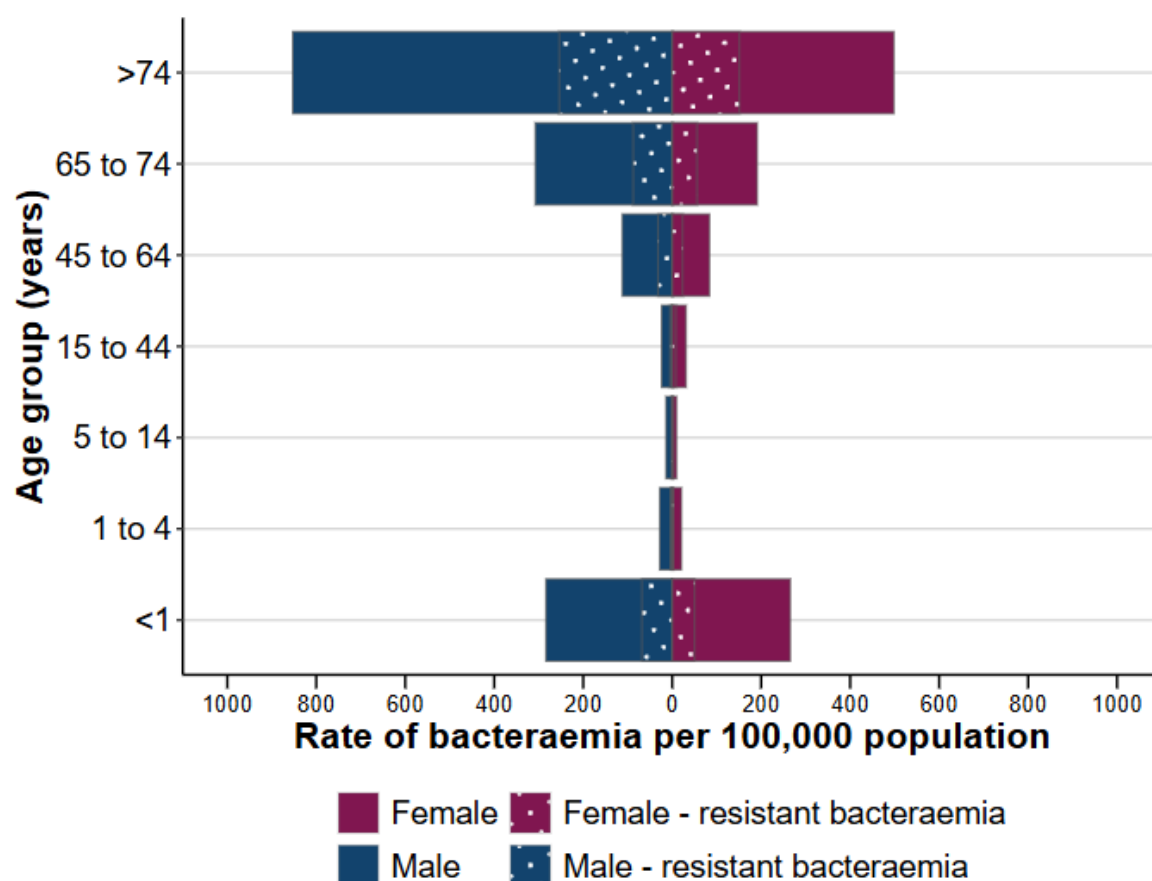 Age group (years)
>74
65 to 74
45 to 64
15 to 44
5 to 14
1 to 4
<1
1000 800 600 400 200 0 200 400 600 800 1000
Rate of bacteraemia per 100,000 population
Female Female - resistant bacteraemia
Male Male - resistant bacteraemia